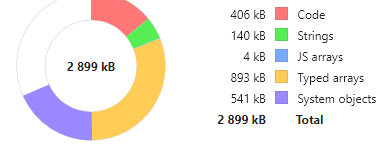 2 899 kB
406 kB Code
140 kB Strings
4 kB JS arrays
893 kB Typed arrays
541 kB System objects
2 899 kB Total